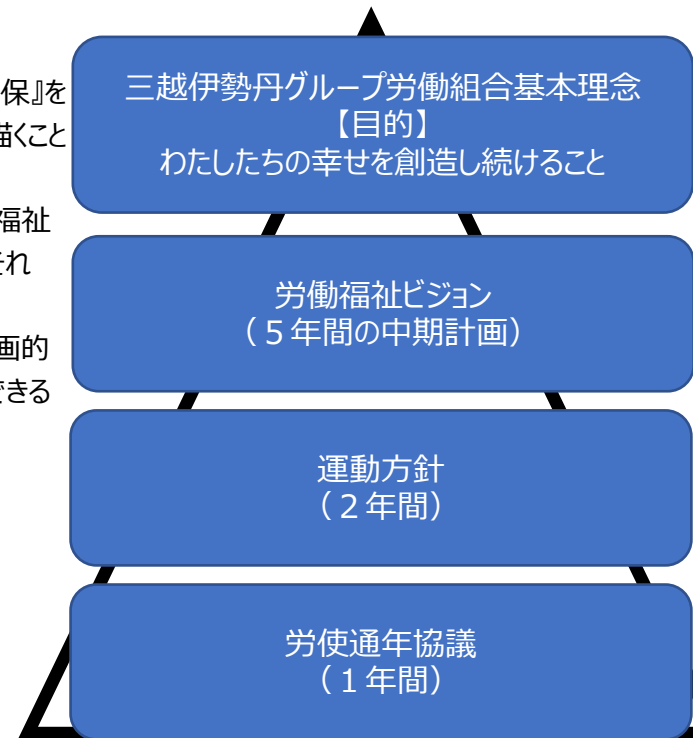 保』を
描くこと
福祉
それ
画的
できる
三越伊勢丹グループ労働組合基本理念
【目的】
わたしたちの幸せを創造し続けること
労働福祉ビジョン
（５年間の中期計画）
運動方針
（２年間）
労使通年協議
（１年間）